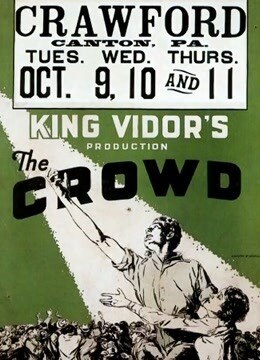 CRAWFORD
CANTON, PA.
TUES. WED. THURS.
OCT. 9, 10 AND 11
KING VIDOR'S
PRODUCTION
The
CROWD